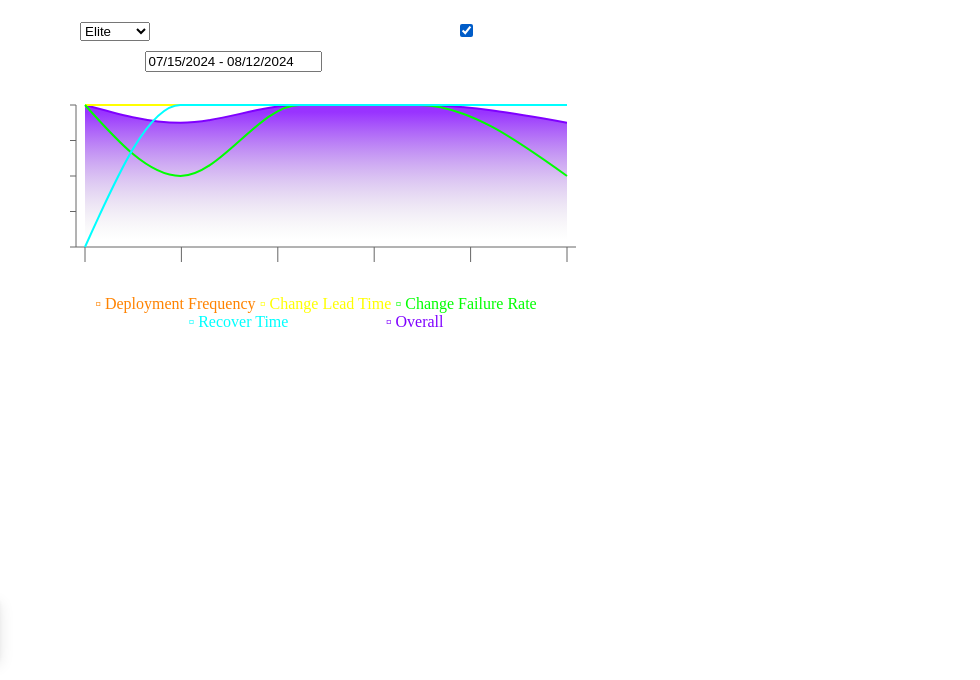 Elite
07/15/2024 - 08/12/2024
Deployment Frequency Change Lead Time Change Failure Rate
Recover Time Overall